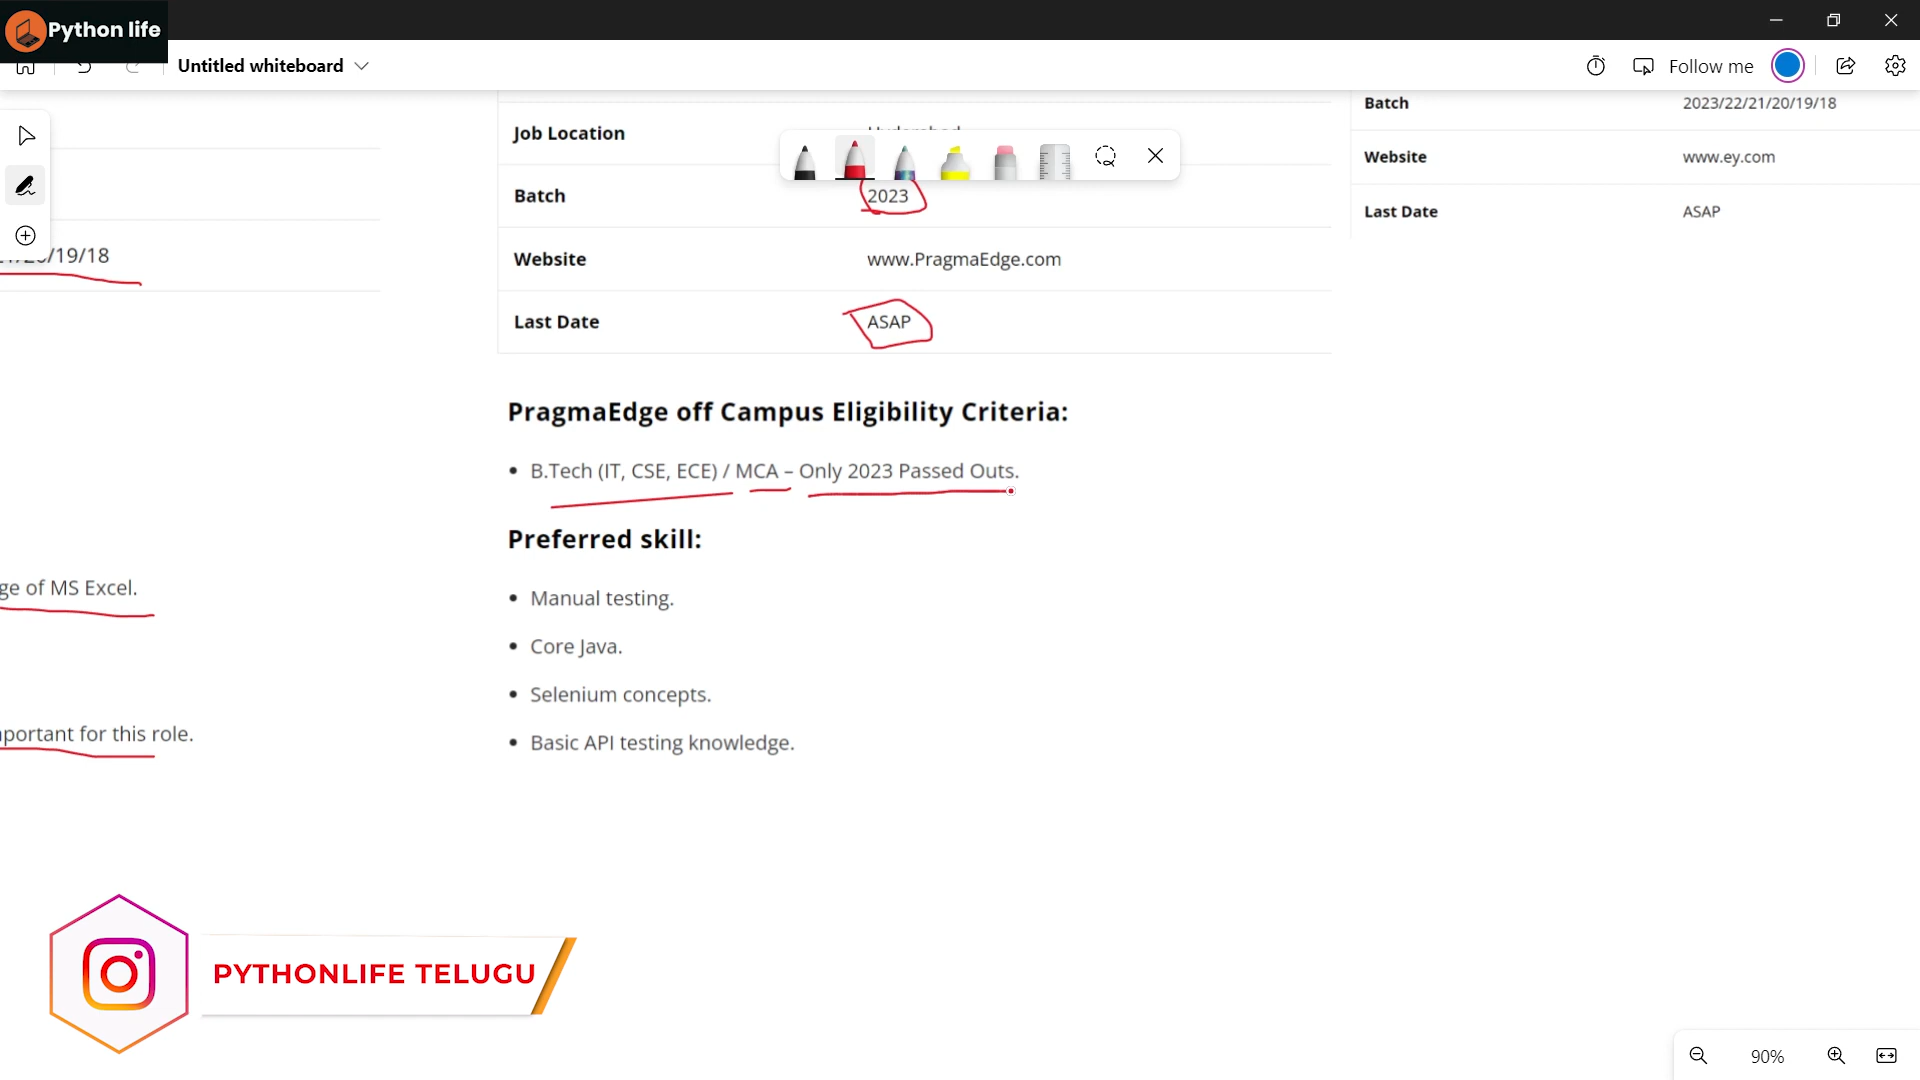 Python life
Untitled whiteboard
Follow me
/19/18
ge of MS Excel.
portant for this role.
Job Location
Batch 2023
Website www.PragmaEdge.com
Last Date ASAP
PragmaEdge off Campus Eligibility Criteria:
• B.Tech (IT, CSE, ECE) / MCA – Only 2023 Passed Outs.
Preferred skill:
• Manual testing.
• Core Java.
• Selenium concepts.
• Basic API testing knowledge.
Batch 2023/22/21/20/19/18
Website www.ey.com
Last Date ASAP
PYTHONLIFE TELUGU
90%